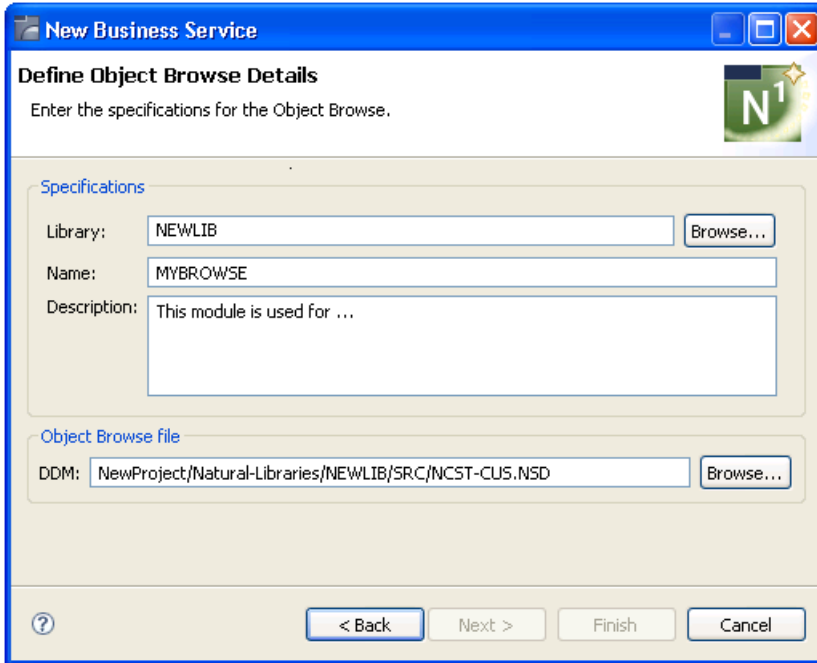 New Business Service
Define Object Browse Details
Enter the specifications for the Object Browse.
N1
Specifications
Library: NEWLIB Browse...
Name: MYBROWSE
Description: This module is used for ...
Object Browse file
DDM: NewProject/Natural-Libraries/NEWLIB/SRC/NCST-CUS.NSD Browse...
? < Back Next > Finish Cancel